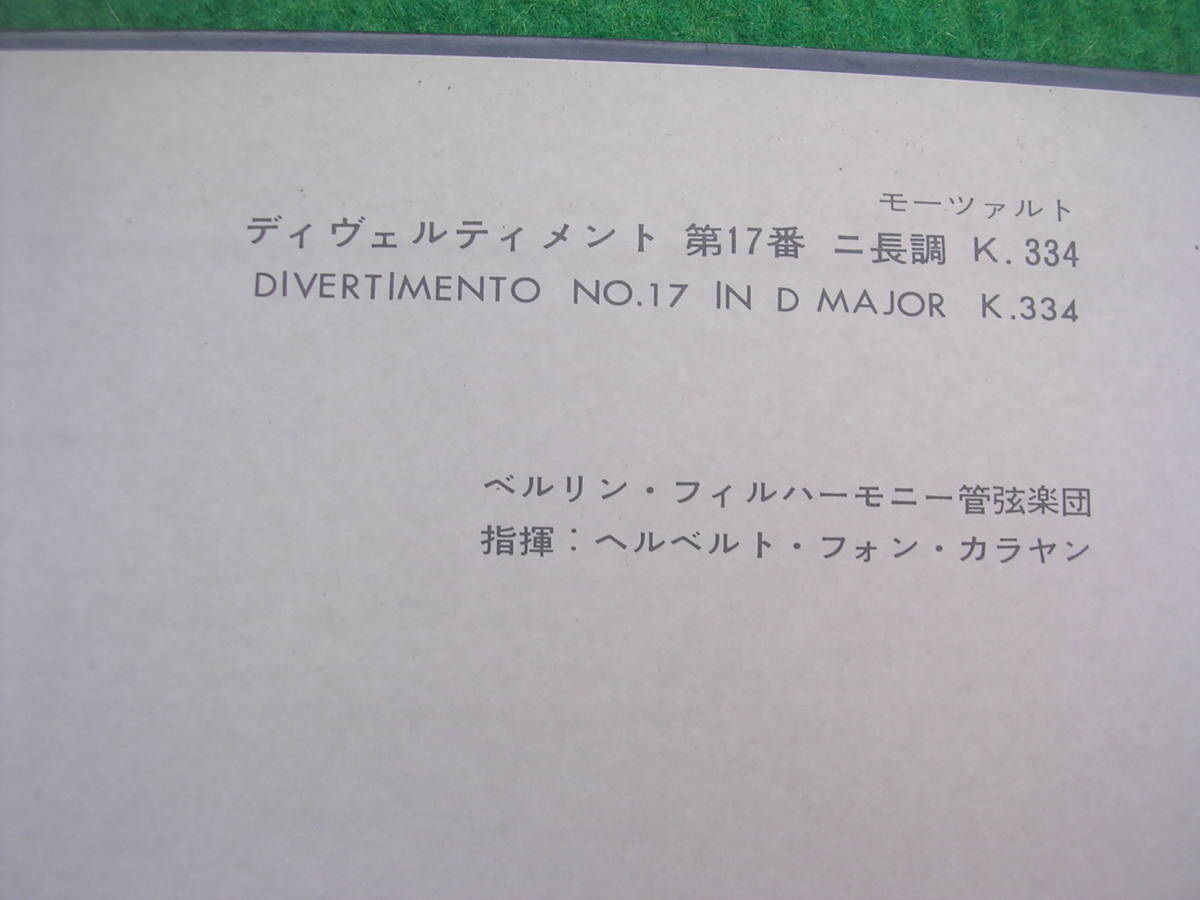 モーツァルト
ディヴェルティメント 第17番 ニ長調 K.334
DIVERTIMENTO NO.17 IN D MAJOR K.334
ベルリン・フィルハーモニー管弦楽団
指揮：ヘルベルト・フォン・カラヤン